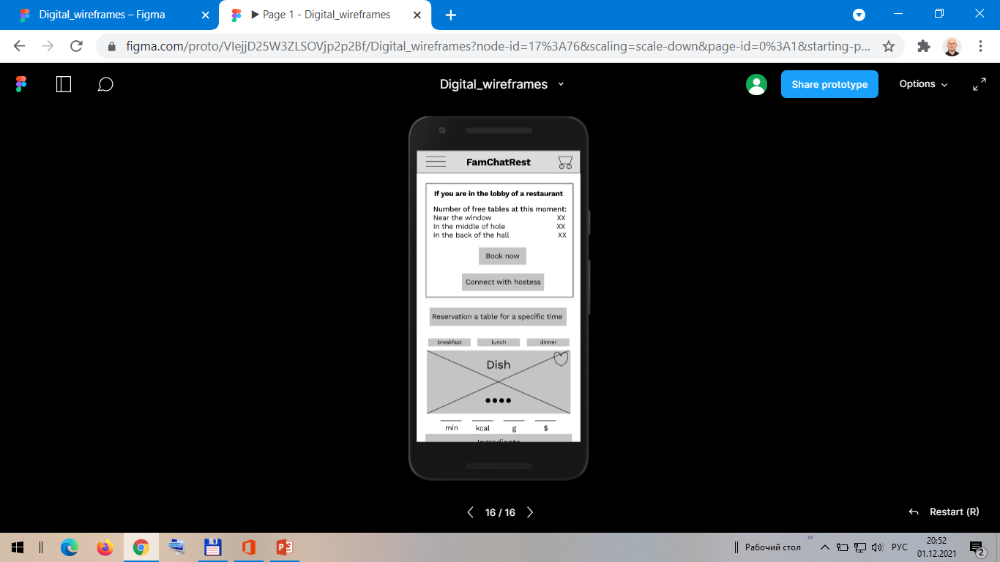 Digital_wireframes – Figma
Page 1 - Digital_wireframes
figma.com/proto/VIejjD25W3ZLSOVjp2p2Bf/Digital_wireframes?node-id=17%3A76&scaling=scale-down&page-id=0%3A1&starting-p...
Digital_wireframes
Share prototype
Options
FamChatRest
If you are in the lobby of a restaurant
Number of free tables at this moment:
Near the window XX
In the middle of hole XX
In the back of the hall XX
Book now
Connect with hostess
Reservation a table for a specific time
breakfast lunch dinner
Dish
min kcal g $
Ingredients
16 / 16
Restart (R)
Рабочий стол
РУС
20:52
01.12.2021
2